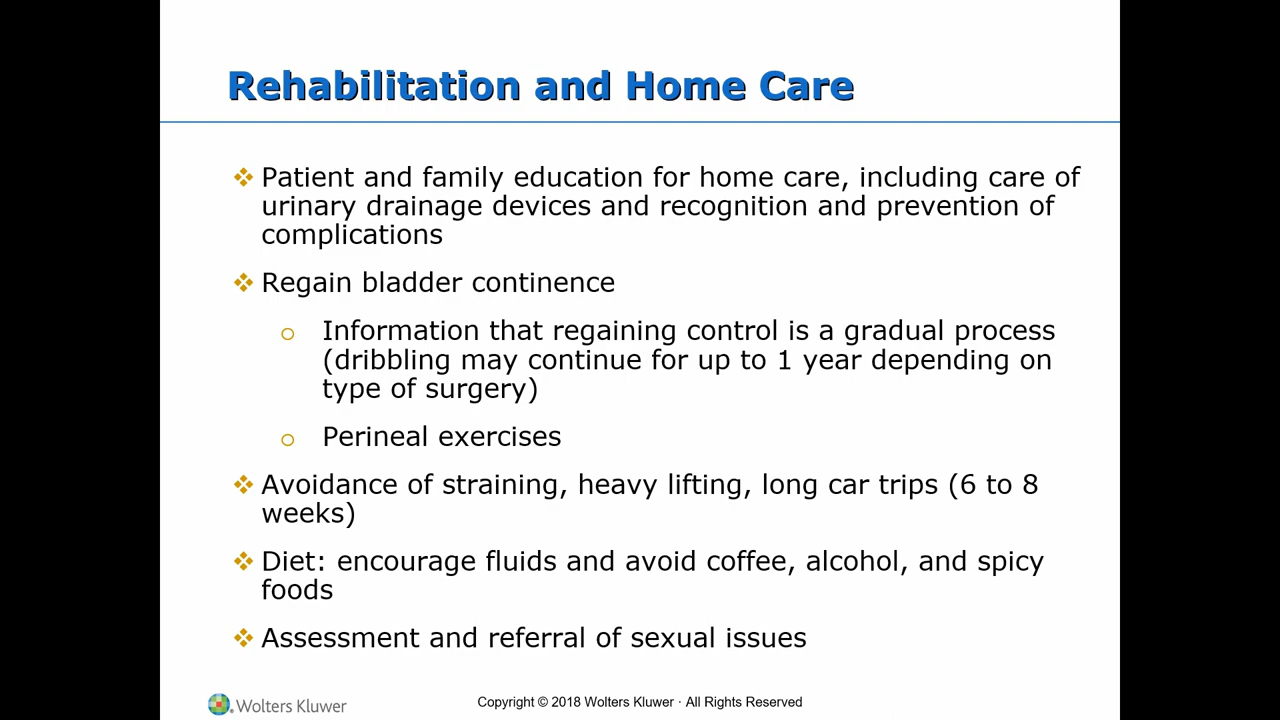 Rehabilitation and Home Care
❖ Patient and family education for home care, including care of
urinary drainage devices and recognition and prevention of
complications
❖ Regain bladder continence
o Information that regaining control is a gradual process
(dribbling may continue for up to 1 year depending on
type of surgery)
o Perineal exercises
❖ Avoidance of straining, heavy lifting, long car trips (6 to 8
weeks)
❖ Diet: encourage fluids and avoid coffee, alcohol, and spicy
foods
❖ Assessment and referral of sexual issues
Wolters Kluwer
Copyright © 2018 Wolters Kluwer · All Rights Reserved